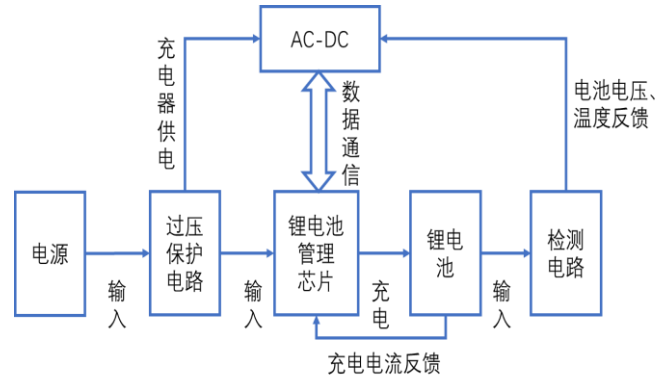 AC-DC
充电器供电
数据通信
电池电压、
温度反馈
电源
过压
保护
电路
锂电池
管理
芯片
锂电
池
检测
电路
输入
输入
充电
输入
充电电流反馈